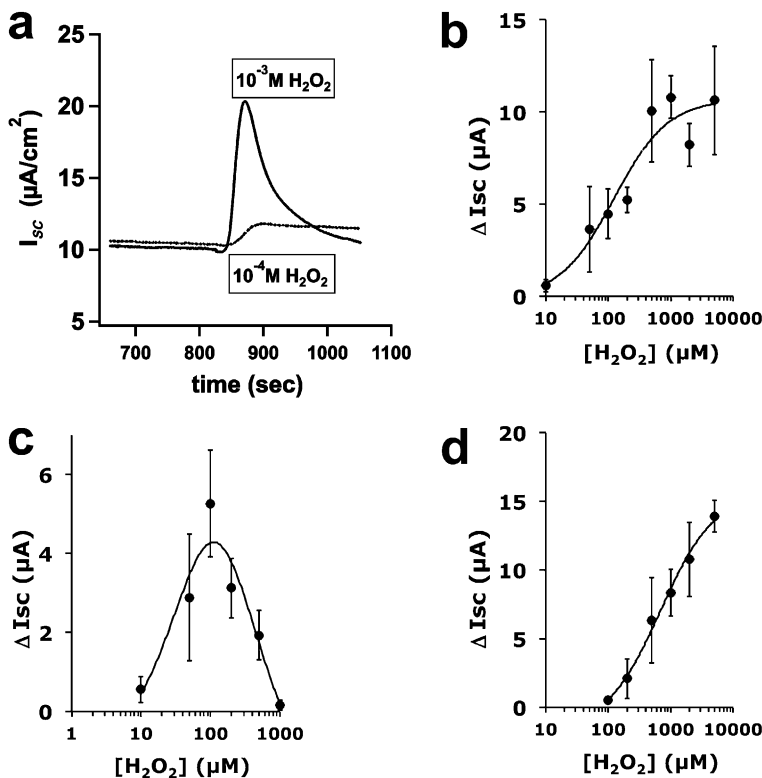 a
25
20
15
10
5
I_SC (µA/cm²)
10⁻³M H₂O₂
10⁻⁴M H₂O₂
700 800 900 1000 1100
time (sec)
b
15
10
5
0
Δ Isc (µA)
10 100 1000 10000
[H₂O₂] (µM)
c
6
4
2
0
Δ Isc (µA)
1 10 100 1000
[H₂O₂] (µM)
d
20
15
10
5
0
Δ Isc (µA)
10 100 1000 10000
[H₂O₂] (µM)